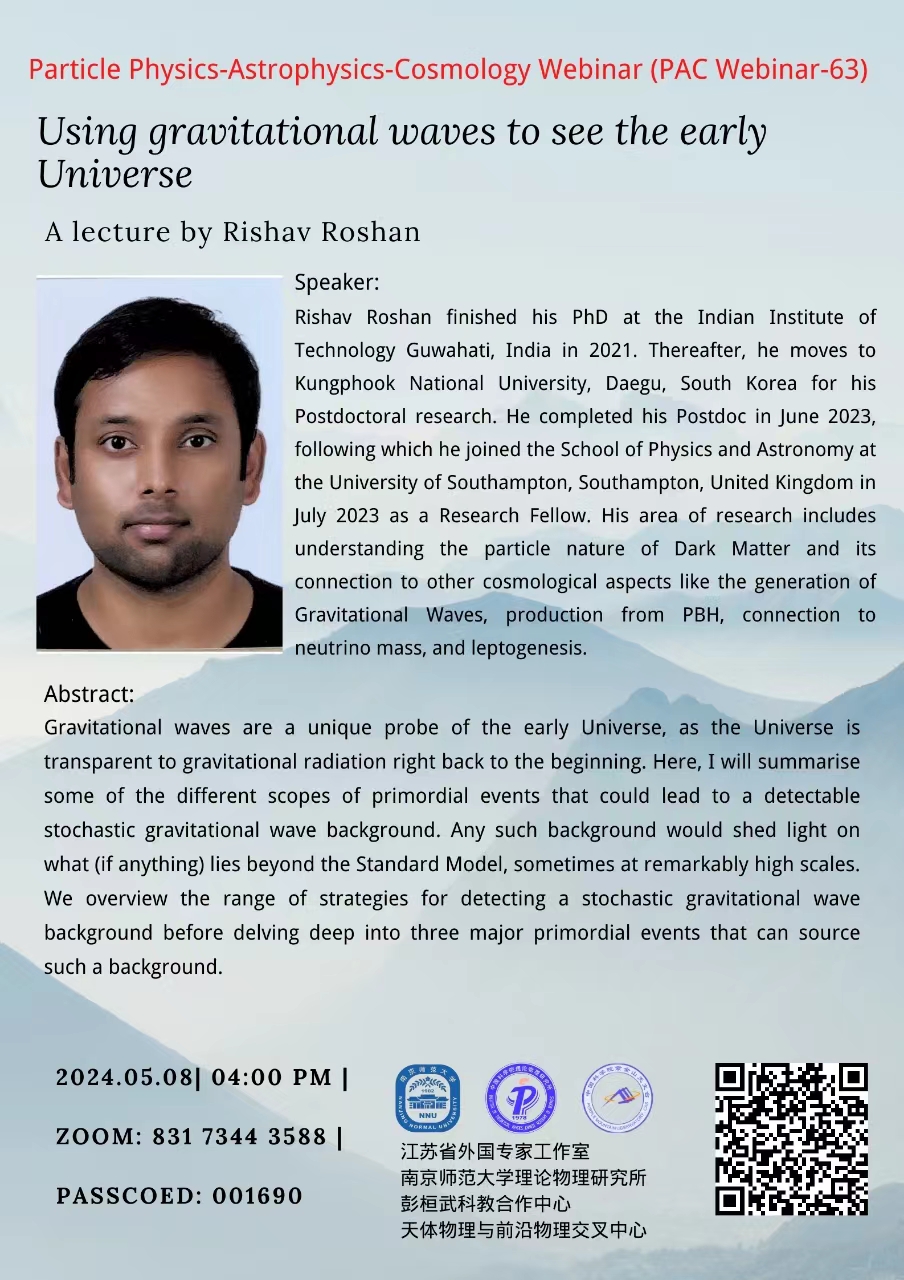 Particle Physics-Astrophysics-Cosmology Webinar (PAC Webinar-63)
Using gravitational waves to see the early
Universe
A lecture by Rishav Roshan
Speaker:
Rishav Roshan finished his PhD at the Indian Institute of
Technology Guwahati, India in 2021. Thereafter, he moves to
Kungphook National University, Daegu, South Korea for his
Postdoctoral research. He completed his Postdoc in June 2023,
following which he joined the School of Physics and Astronomy at
the University of Southampton, Southampton, United Kingdom in
July 2023 as a Research Fellow. His area of research includes
understanding the particle nature of Dark Matter and its
connection to other cosmological aspects like the generation of
Gravitational Waves, production from PBH, connection to
neutrino mass, and leptogenesis.
Abstract:
Gravitational waves are a unique probe of the early Universe, as the Universe is
transparent to gravitational radiation right back to the beginning. Here, I will summarise
some of the different scopes of primordial events that could lead to a detectable
stochastic gravitational wave background. Any such background would shed light on
what (if anything) lies beyond the Standard Model, sometimes at remarkably high scales.
We overview the range of strategies for detecting a stochastic gravitational wave
background before delving deep into three major primordial events that can source
such a background.
2024.05.08| 04:00 PM |
ZOOM: 831 7344 3588 |
PASSCOED: 001690
南京师范大学
1902
NNU
NANJING NORMAL UNIVERSITY
1978
江苏省外国专家工作室
南京师范大学理论物理研究所
彭桓武科教合作中心
天体物理与前沿物理交叉中心